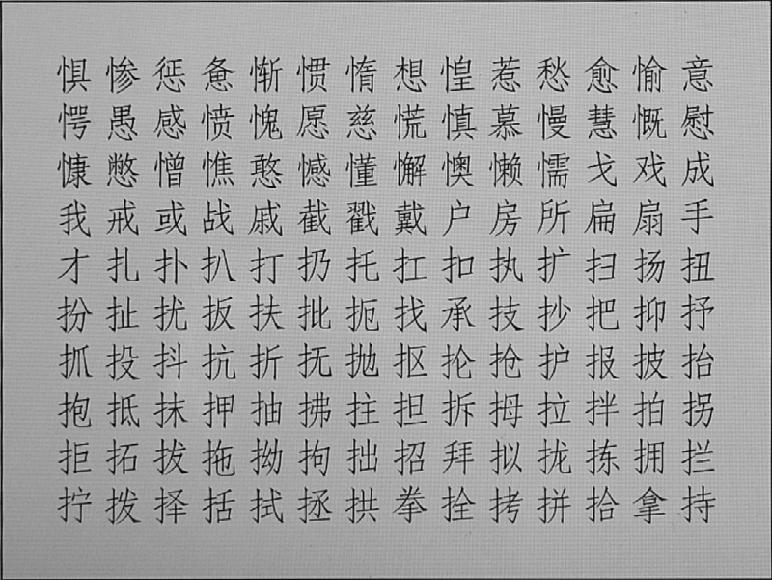 惧惨惩惫惭惯惰想惶惹愁愈愉意
愕愚感愤愧愿慈慌慎慕慢慧慨慰
慷憋憎憔憨憾懂懈懊懒懦戈戏成
我戒或战戚截戳戴户房所扁扇手
才扎扑扒打扔托扛扣执扩扫扬扭
扮扯扰扳扶批扼找承技抄把抑抒
抓投抖抗折抚抛抠抡抢护报披抬
抱抵抹押抽拂拄担拆拇拉拌拍拐
拒拓拔拖拗拘拙招拜拟拢拣拥拦
拧拨择括拭拯拱拳拴拷拼拾拿持